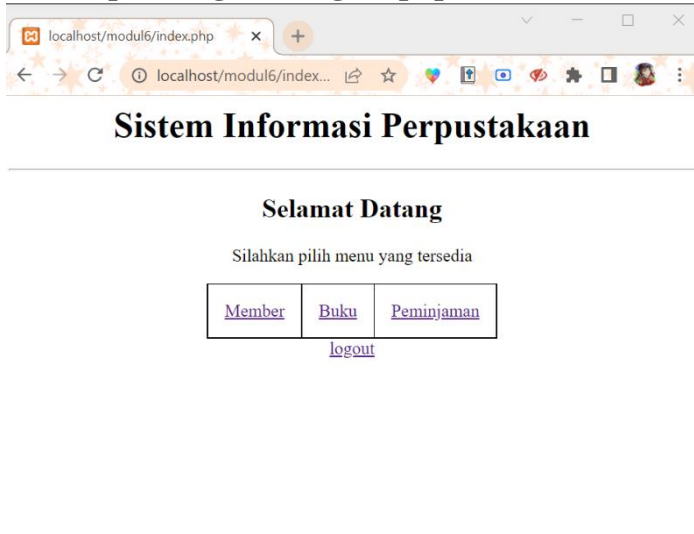 localhost/modul6/index.php
localhost/modul6/index...
Sistem Informasi Perpustakaan
Selamat Datang
Silahkan pilih menu yang tersedia
Member Buku Peminjaman
logout